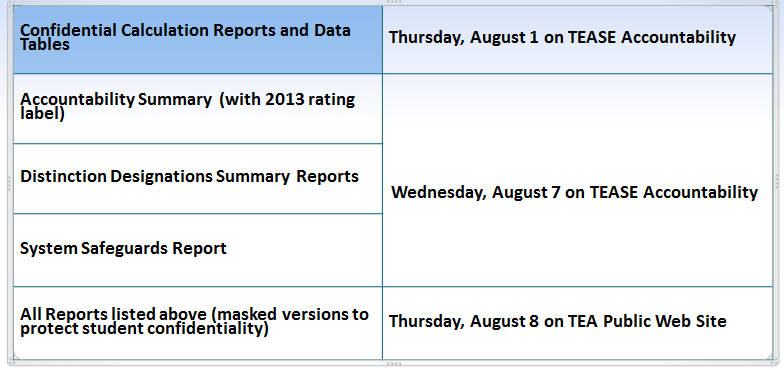 Confidential Calculation Reports and Data
Tables
Thursday, August 1 on TEASE Accountability
Accountability Summary (with 2013 rating
label)
Distinction Designations Summary Reports
Wednesday, August 7 on TEASE Accountability
System Safeguards Report
All Reports listed above (masked versions to
protect student confidentiality)
Thursday, August 8 on TEA Public Web Site